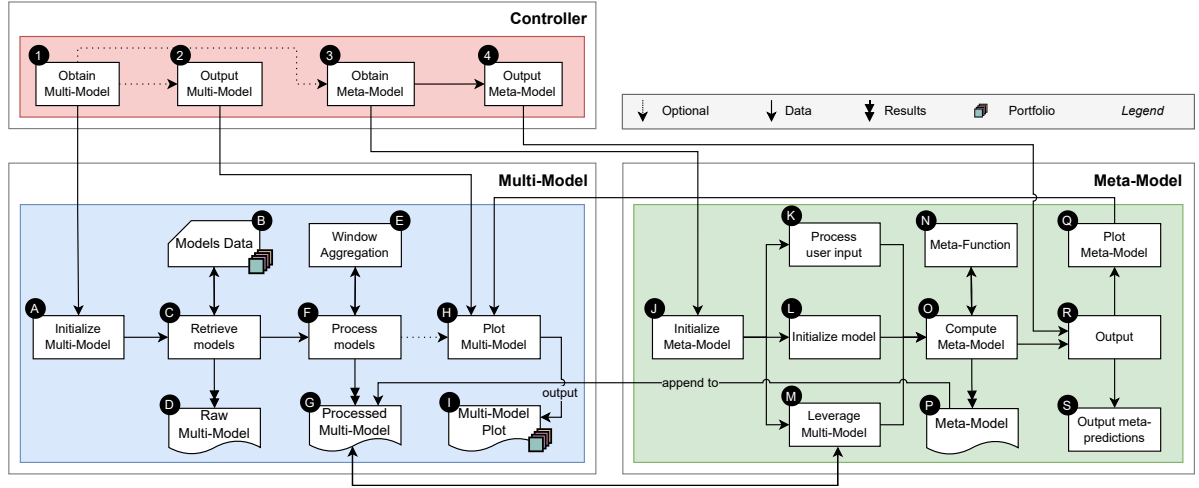 Controller
1
Obtain
Multi-Model
2
Output
Multi-Model
3
Obtain
Meta-Model
4
Output
Meta-Model
Optional
Data
Results
Portfolio
Legend
Multi-Model
A
Initialize
Multi-Model
B
Models Data
C
Retrieve
models
D
Raw
Multi-Model
E
Window
Aggregation
F
Process
models
G
Processed
Multi-Model
H
Plot
Multi-Model
output
I
Multi-Model
Plot
Meta-Model
J
Initialize
Meta-Model
K
Process
user input
L
Initialize model
M
Leverage
Multi-Model
N
Meta-Function
O
Compute
Meta-Model
append to
P
Meta-Model
Q
Plot
Meta-Model
R
Output
S
Output meta-
predictions